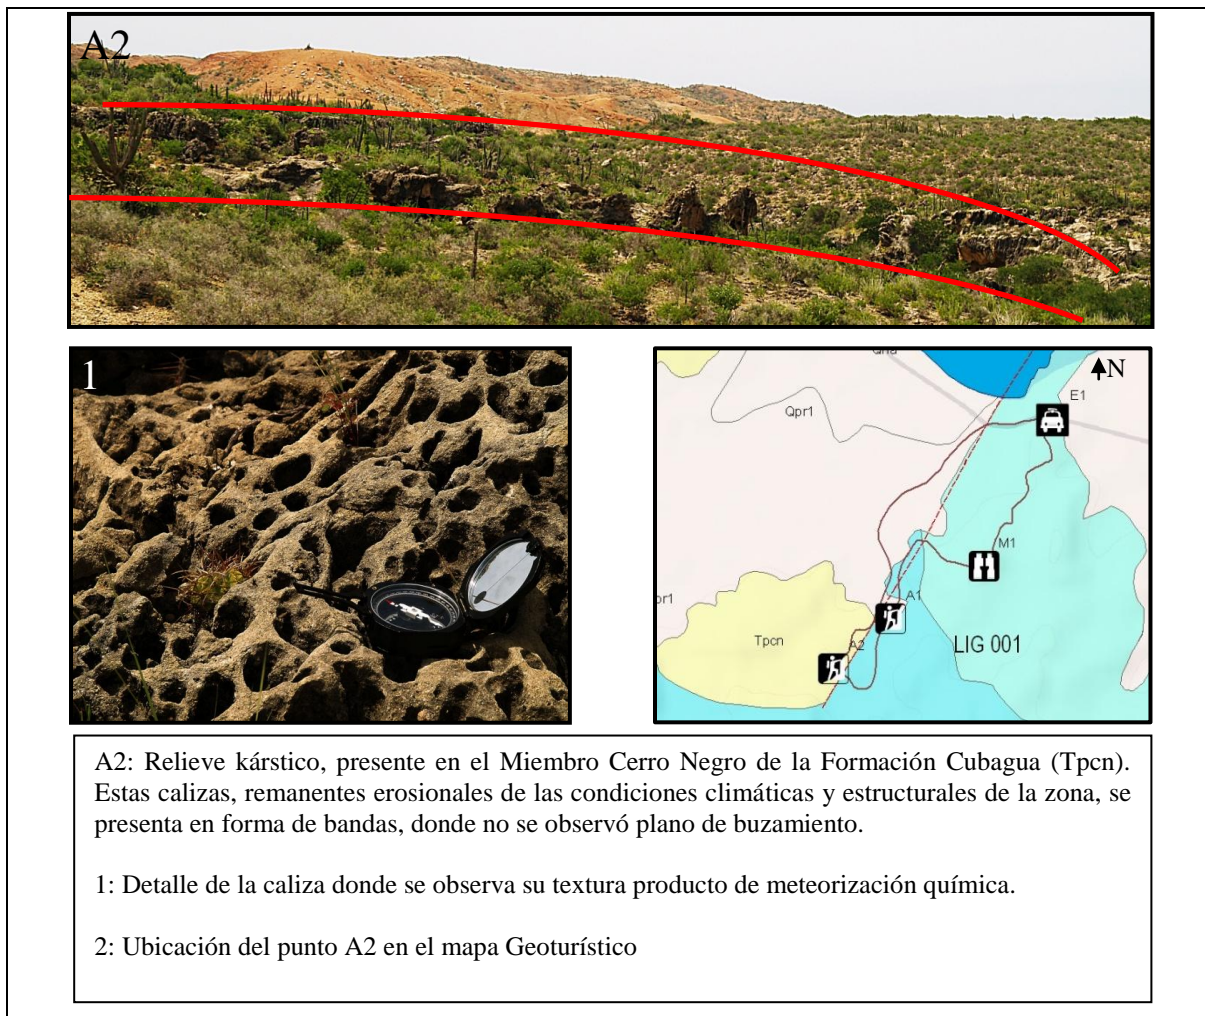 A2
1
N
Qha
E1
Qpr1
M1
pr1
A1
A2
Tpcn
LIG 001
A2: Relieve kárstico, presente en el Miembro Cerro Negro de la Formación Cubagua (Tpcn).
Estas calizas, remanentes erosionales de las condiciones climáticas y estructurales de la zona, se
presenta en forma de bandas, donde no se observó plano de buzamiento.
1: Detalle de la caliza donde se observa su textura producto de meteorización química.
2: Ubicación del punto A2 en el mapa Geoturístico